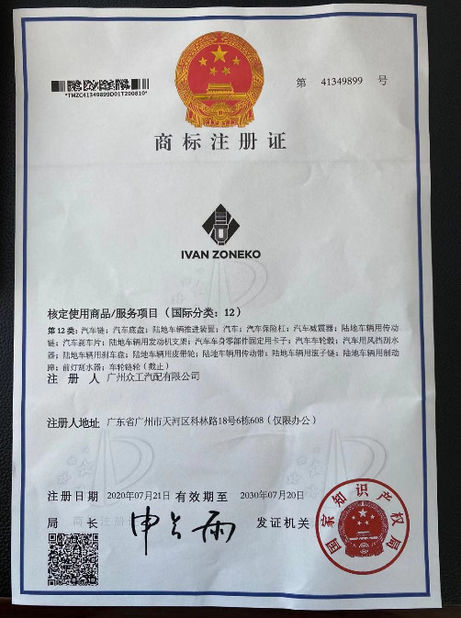 第 41349899 号
*TMZC41349899D01T200810*
商标注册证
IVAN ZONEKO
核定使用商品/服务项目（国际分类：12）
第12类：汽车链；汽车底盘；陆地车辆推进装置；汽车；汽车保险杠；汽车减震器；陆地车辆用传动
链；汽车刹车片；陆地车辆用发动机支架；汽车车身零部件固定用卡子；汽车车轮毂；汽车用风挡刮水
器；陆地车辆用刹车盘；陆地车辆用皮带轮；陆地车辆用传动带；陆地车辆用滚子链；陆地车辆用制动
蹄；前灯刮水器；车轮链轮（截止）
注 册 人 广州众工汽配有限公司
注册人地址 广东省广州市天河区科林路18号6栋608（仅限办公）
注册日期 2020年07月21日 有效期至 2030年07月20日
局 长 申长雨 发证机关
国家知识产权局